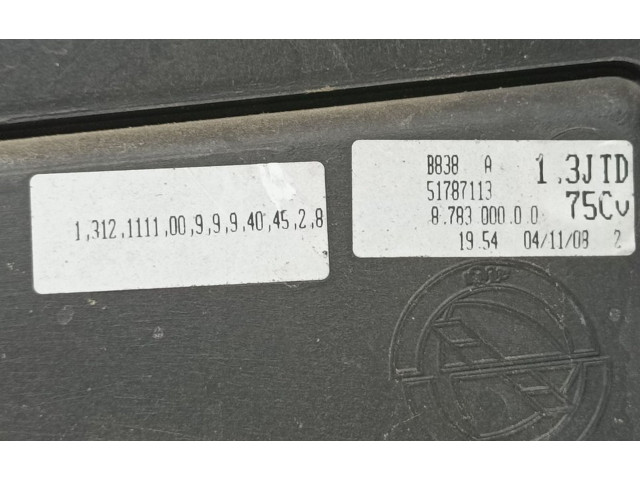 1,312,1111,00,9,9,9,40,45,2,8
B838 A 1.3JTD
51787113
8.783 000.0.0 75Cv
19.54 04/11/08 2